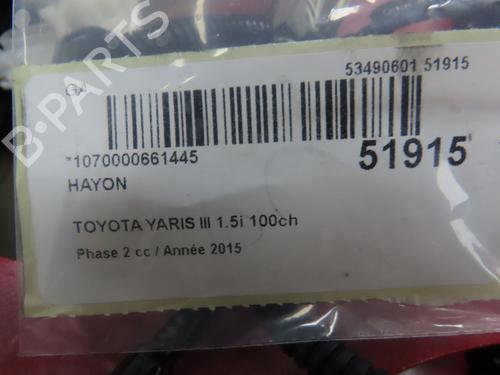 53490601 51915
*1070000661445
51915
HAYON
TOYOTA YARIS III 1.5i 100ch
Phase 2 cc / Année 2015
B-PARTS